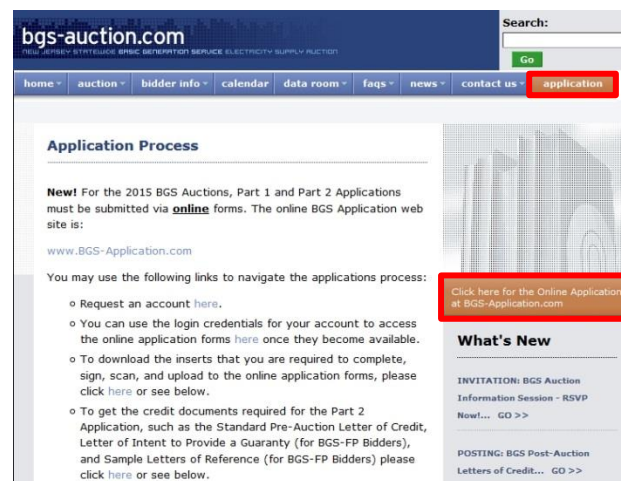 bgs-auction.com
NEW JERSEY STATEWIDE BASIC GENERATION SERVICE ELECTRICITY SUPPLY AUCTION
Search:
Go
home auction bidder info calendar data room faqs news contact us application
Application Process
New! For the 2015 BGS Auctions, Part 1 and Part 2 Applications
must be submitted via online forms. The online BGS Application web
site is:
www.BGS-Application.com
You may use the following links to navigate the applications process:
Request an account here.
You can use the login credentials for your account to access
the online application forms here once they become available.
To download the inserts that you are required to complete,
sign, scan, and upload to the online application forms, please
click here or see below.
To get the credit documents required for the Part 2
Application, such as the Standard Pre-Auction Letter of Credit,
Letter of Intent to Provide a Guaranty (for BGS-FP Bidders),
and Sample Letters of Reference (for BGS-FP Bidders) please
click here or see below.
Click here for the Online Application
at BGS-Application.com
What's New
INVITATION: BGS Auction
Information Session - RSVP
Now!... GO >>
POSTING: BGS Post-Auction
Letters of Credit... GO >>